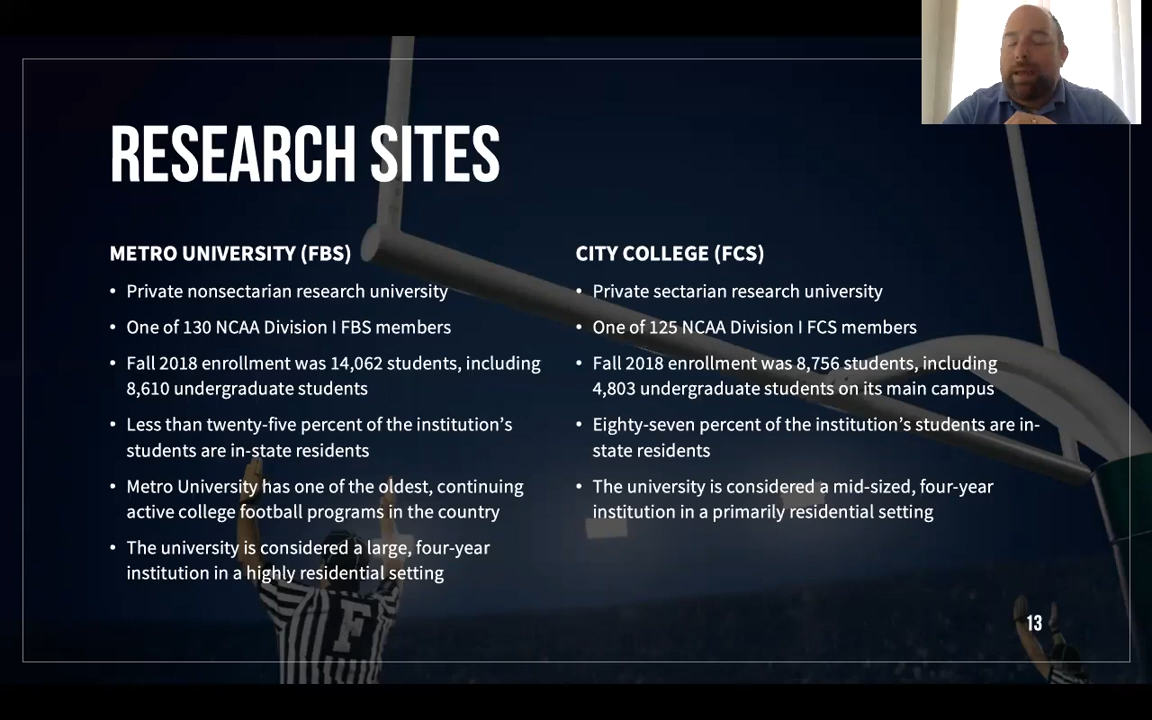 RESEARCH SITES
METRO UNIVERSITY (FBS)
• Private nonsectarian research university
• One of 130 NCAA Division I FBS members
• Fall 2018 enrollment was 14,062 students, including
8,610 undergraduate students
• Less than twenty-five percent of the institution’s
students are in-state residents
• Metro University has one of the oldest, continuing
active college football programs in the country
• The university is considered a large, four-year
institution in a highly residential setting
CITY COLLEGE (FCS)
• Private sectarian research university
• One of 125 NCAA Division I FCS members
• Fall 2018 enrollment was 8,756 students, including
4,803 undergraduate students on its main campus
• Eighty-seven percent of the institution’s students are in-
state residents
• The university is considered a mid-sized, four-year
institution in a primarily residential setting
F
13